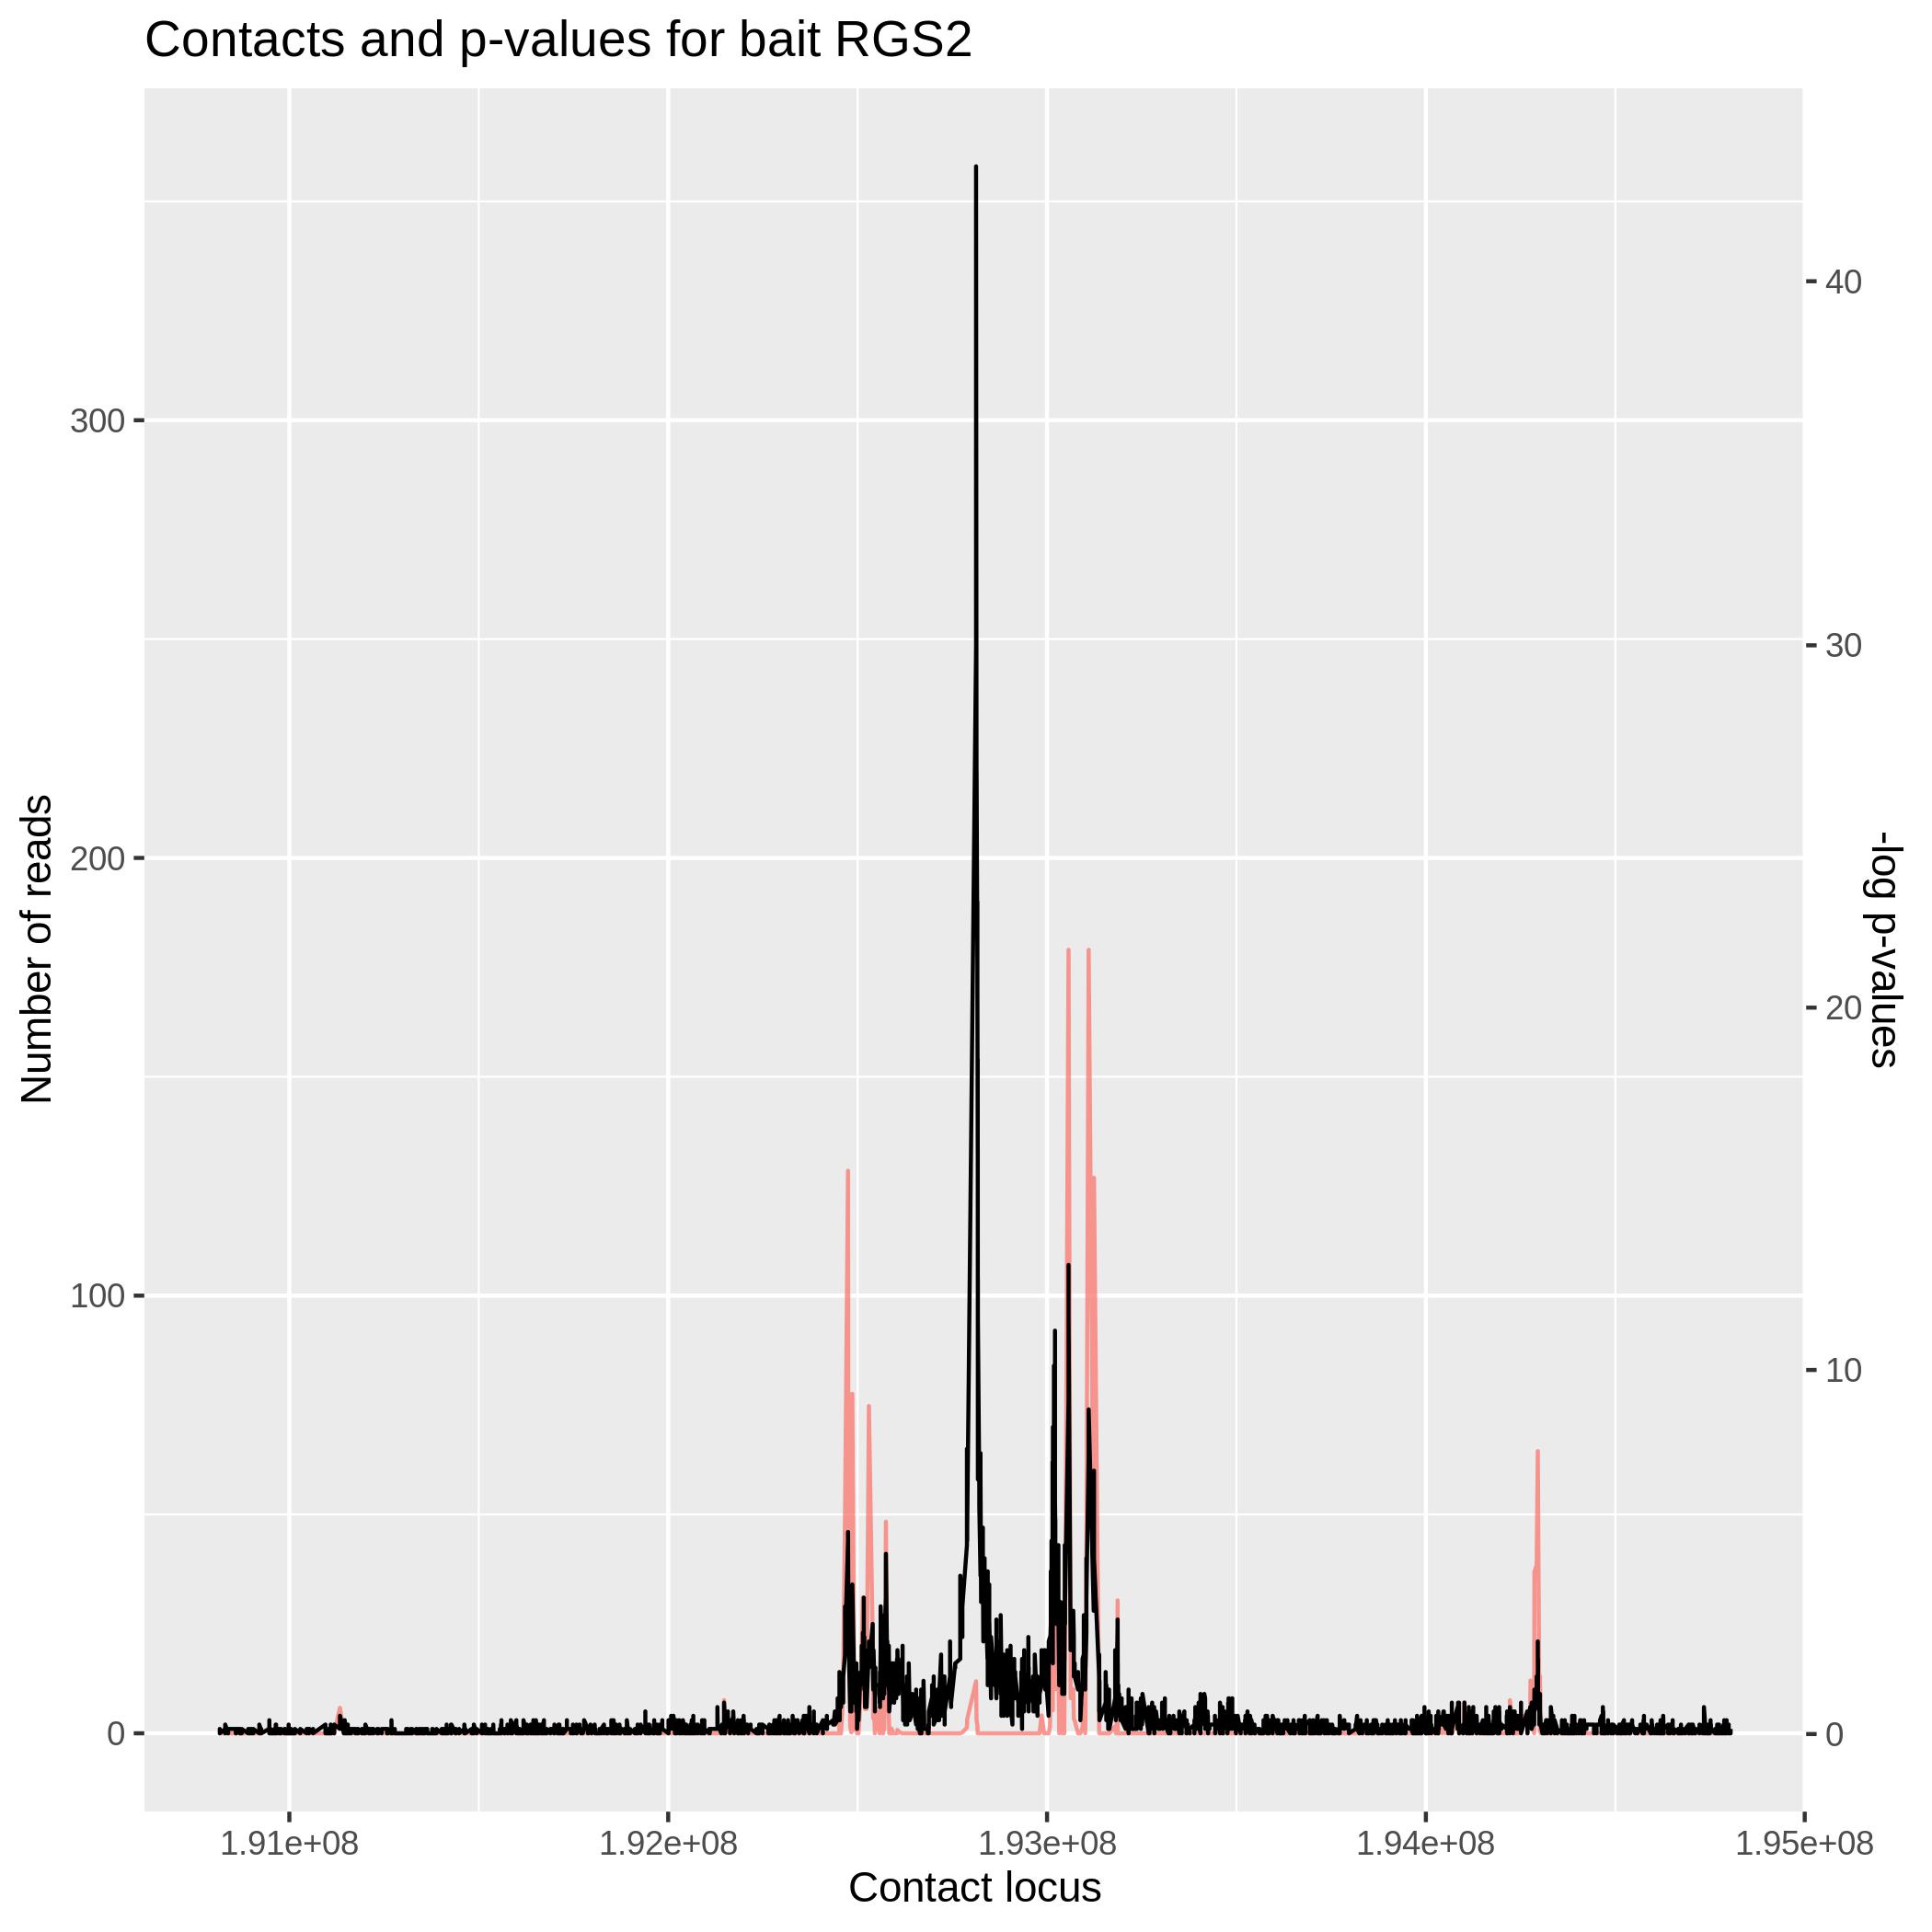 Contacts and p-values for bait RGS2
Number of reads
300
200
100
0
40
30
20
10
0
-log p-values
1.91e+08
1.92e+08
1.93e+08
1.94e+08
1.95e+08
Contact locus